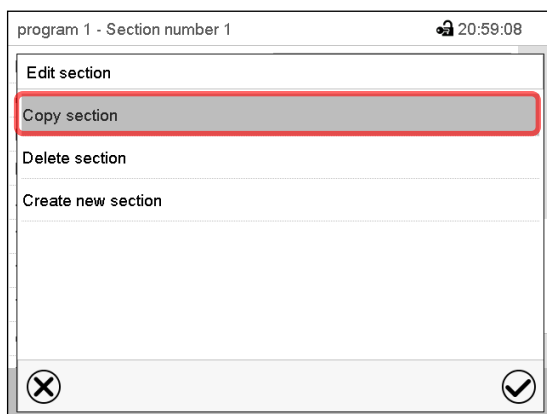 program 1 - Section number 1 20:59:08
Edit section
Copy section
Delete section
Create new section